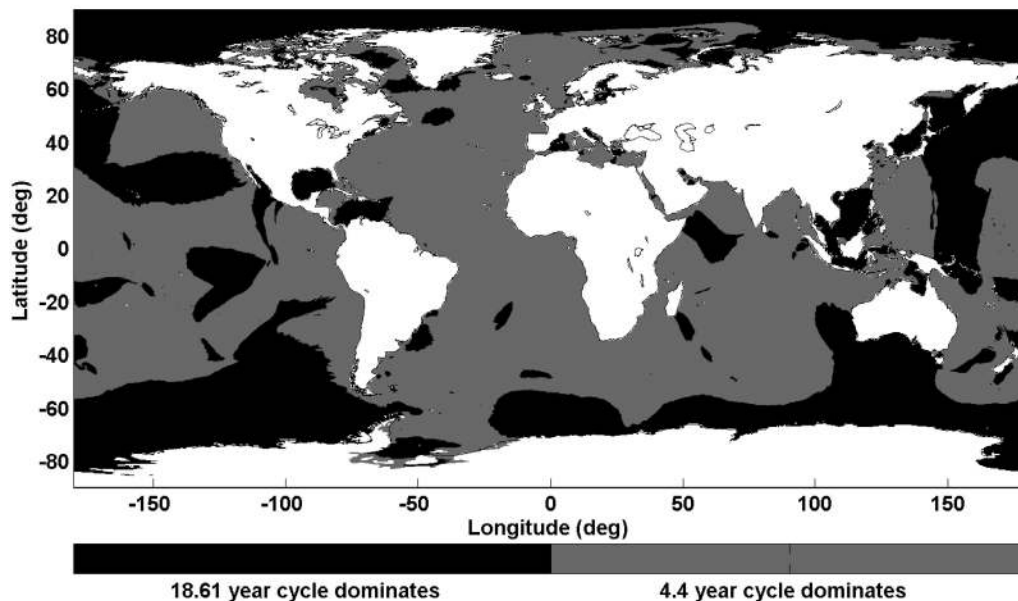 80
60
40
20
0
-20
-40
-60
-80
Latitude (deg)
-150 -100 -50 0 50 100 150
Longitude (deg)
18.61 year cycle dominates 4.4 year cycle dominates